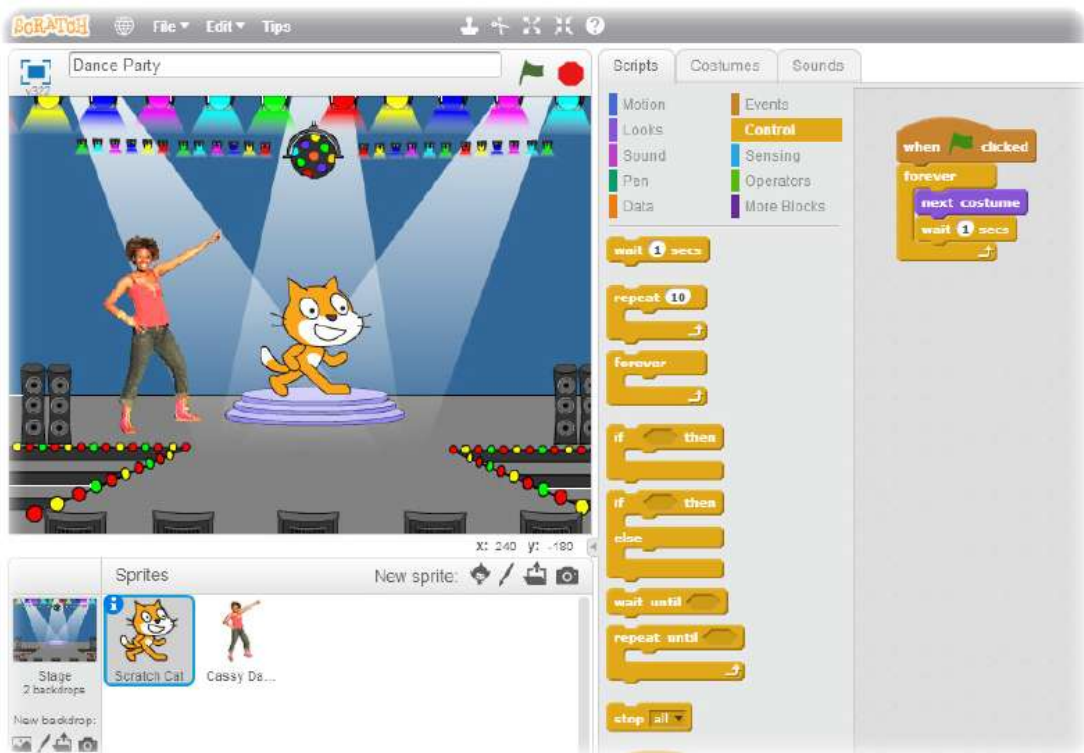 SCRATCH File Edit Tips
Dance Party
v322
x: 240 y: -180
Sprites New sprite:
Stage
2 backdrops
New backdrop:
Scratch Cat
Cassy Da...
Scripts Costumes Sounds
Motion Events
Looks Control
Sound Sensing
Pen Operators
Data More Blocks
wait 1 secs
repeat 10
forever
if then
if then
else
wait until
repeat until
stop all
when clicked
forever
next costume
wait 1 secs